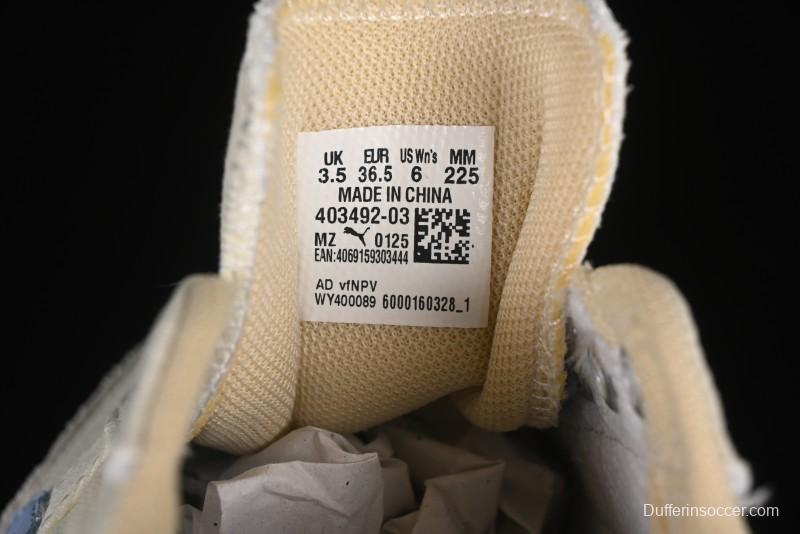 UK EUR US Wn's MM
3.5 36.5 6 225
MADE IN CHINA
403492-03
MZ 0125
EAN:4069159303444
AD vfNPV
WY400089 6000160328_1
Dufferinsoccer.com